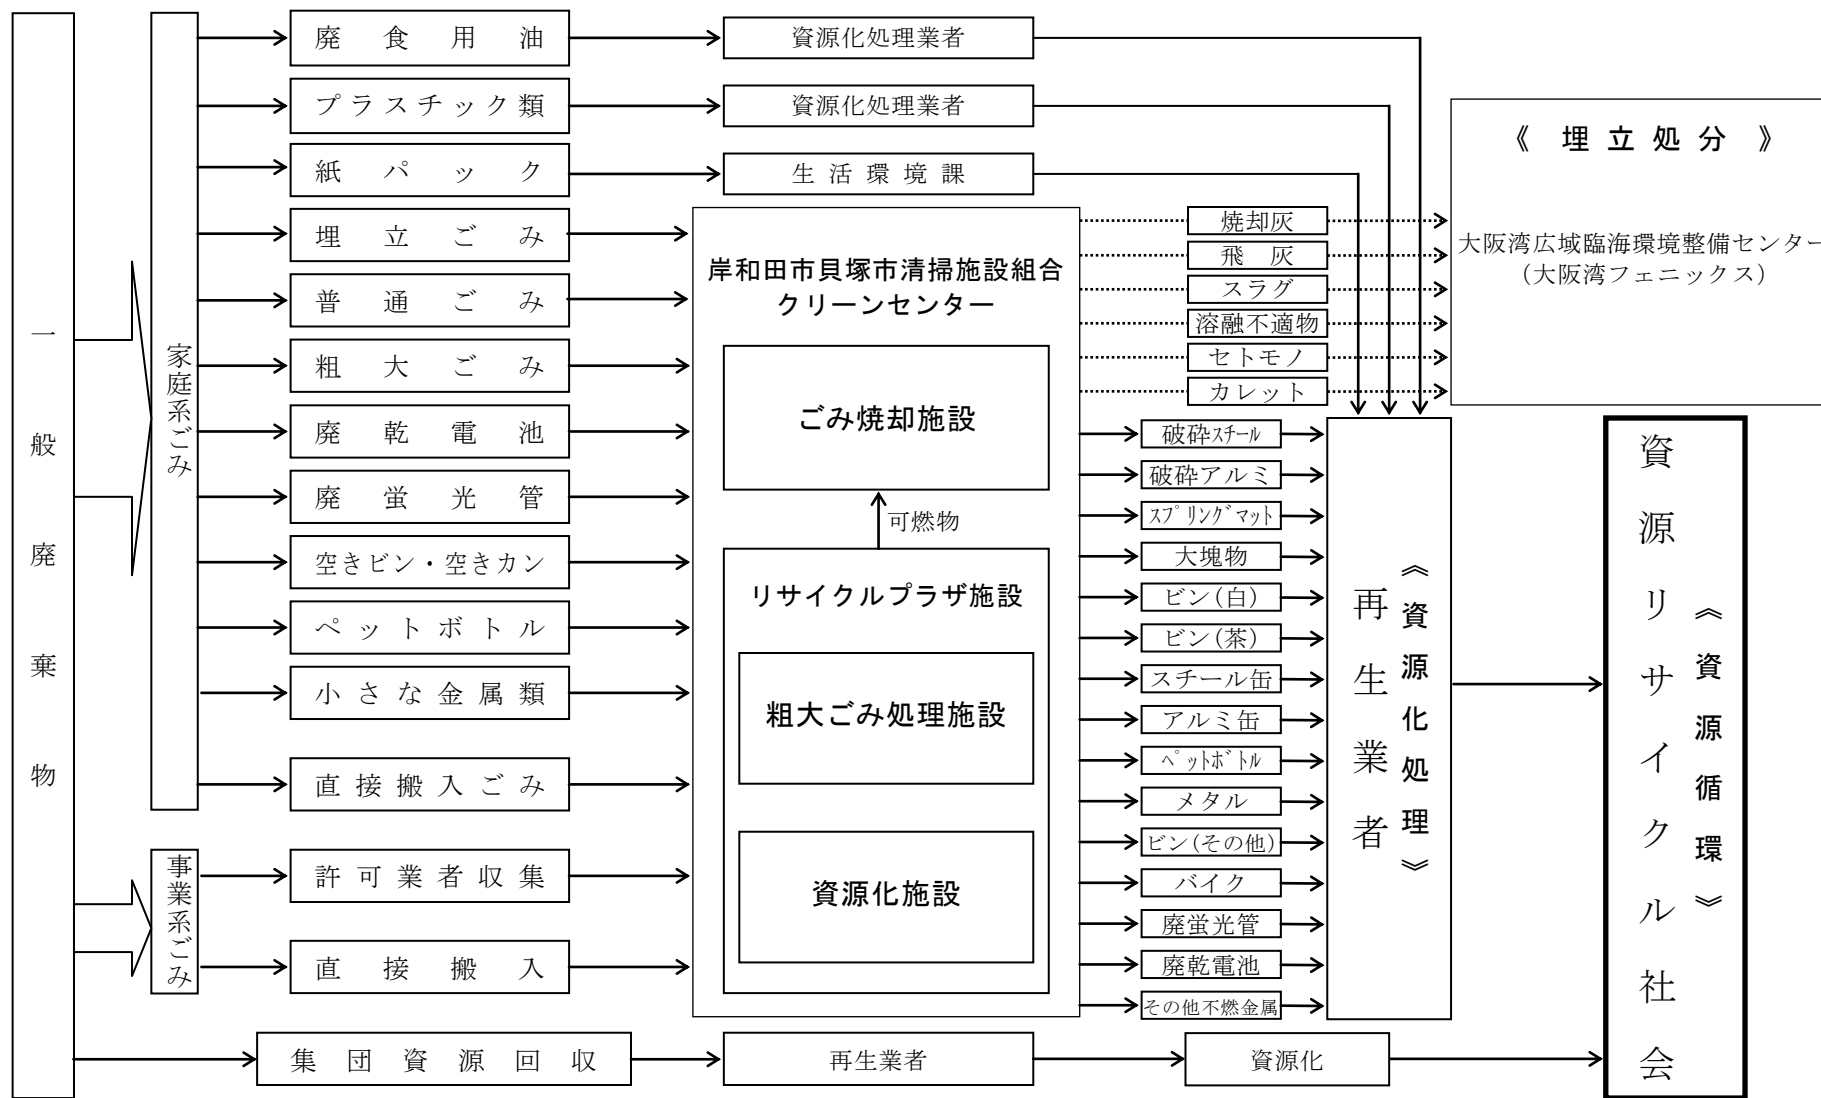 一般廃棄物
家庭系ごみ
事業系ごみ
廃食用油
プラスチック類
紙パック
埋立ごみ
普通ごみ
粗大ごみ
廃乾電池
廃蛍光管
空きビン・空きカン
ペットボトル
小さな金属類
直接搬入ごみ
許可業者収集
直接搬入
集団資源回収
資源化処理業者
資源化処理業者
生活環境課
岸和田市貝塚市清掃施設組合
クリーンセンター
ごみ焼却施設
可燃物
リサイクルプラザ施設
粗大ごみ処理施設
資源化施設
再生業者
焼却灰
飛灰
スラグ
溶融不適物
セトモノ
カレット
破砕スチール
破砕アルミ
スプリングマット
大塊物
ビン(白)
ビン(茶)
スチール缶
アルミ缶
ペットボトル
メタル
ビン(その他)
バイク
廃蛍光管
廃乾電池
その他不燃金属
資源化
《埋立処分》
大阪湾広域臨海環境整備センター
(大阪湾フェニックス)
《資源化処理》
再生業者
《資源循環》
資源リサイクル社会